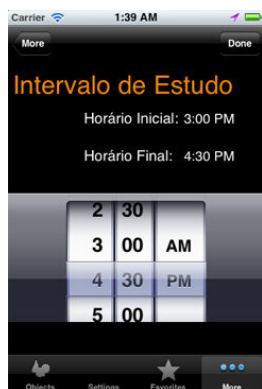 Carrier 1:39 AM
More Done
Intervalo de Estudo
Horário Inicial: 3:00 PM
Horário Final: 4:30 PM
2 30
3 00 AM
4 30 PM
5 00
Objects Settings Favorites More